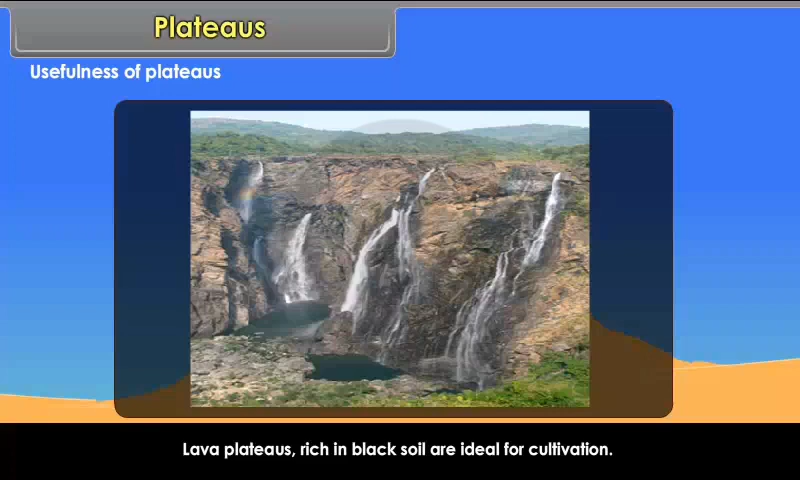 Plateaus
Usefulness of plateaus
Lava plateaus, rich in black soil are ideal for cultivation.